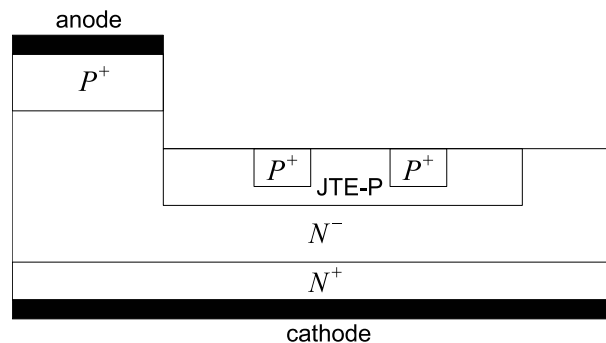 anode
P⁺
P⁺ P⁺
JTE-P
N⁻
N⁺
cathode